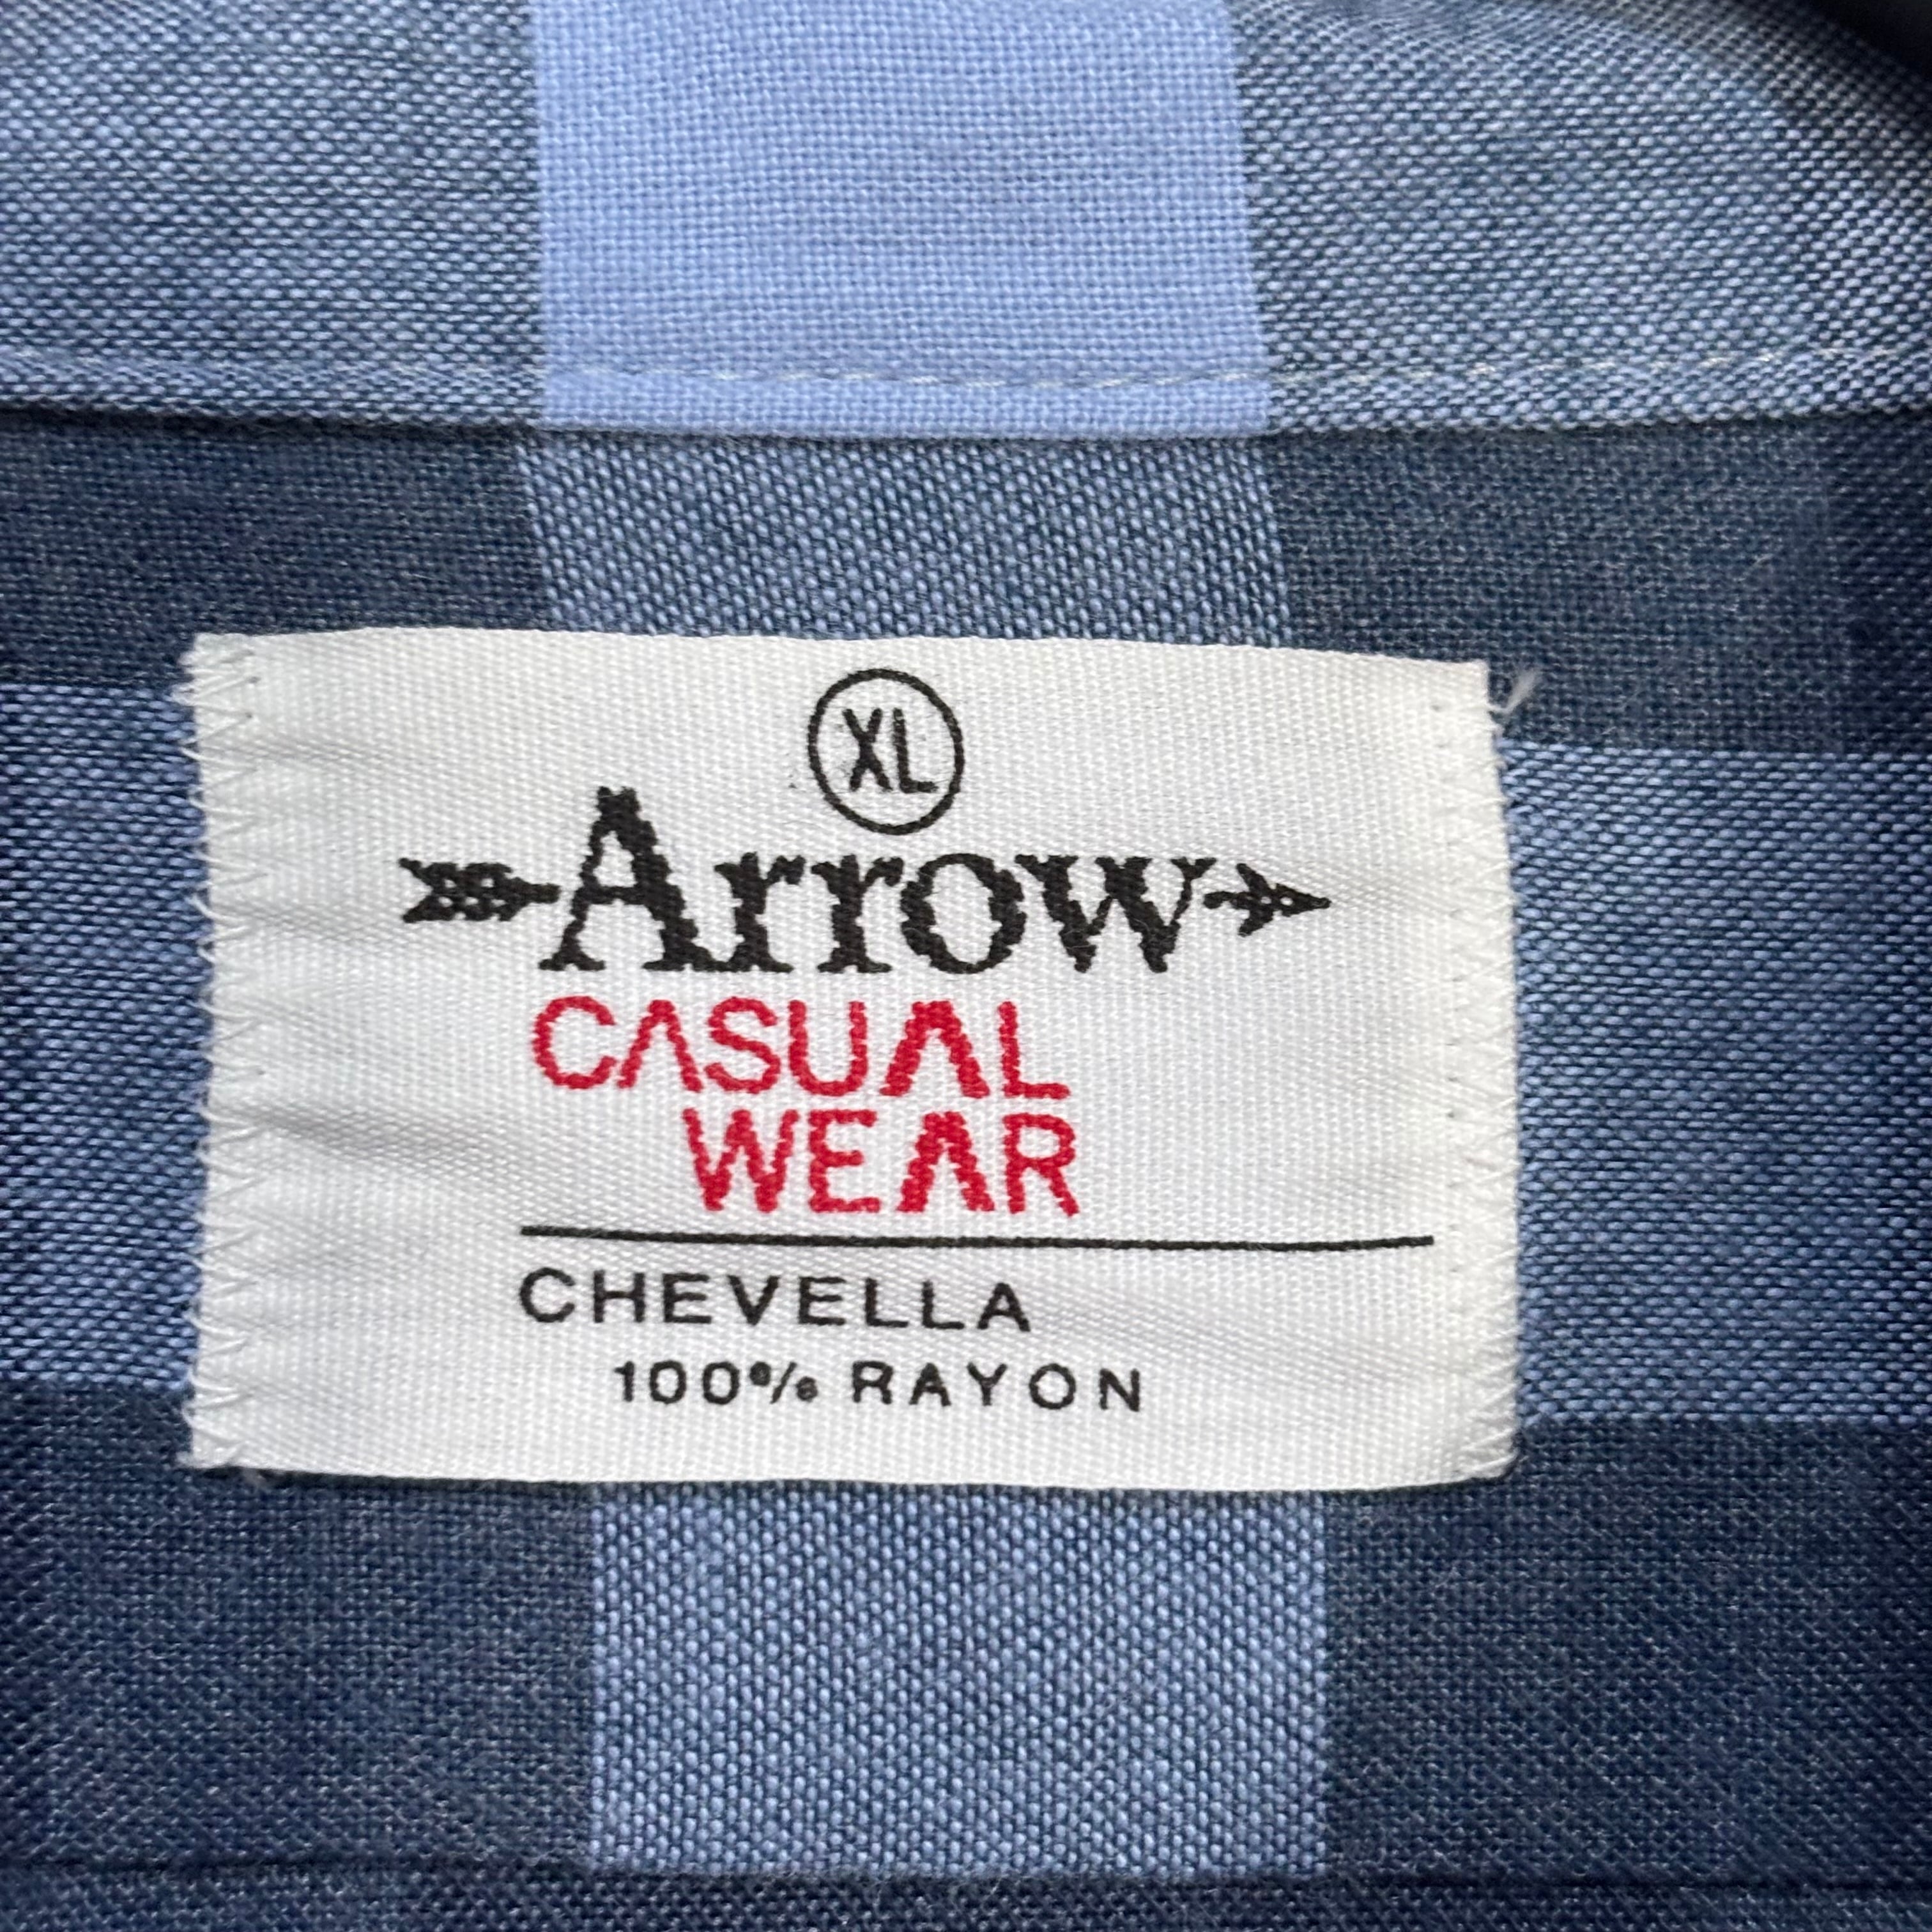 XL
Arrow
CASUAL
WEAR
CHEVELLA
100% RAYON